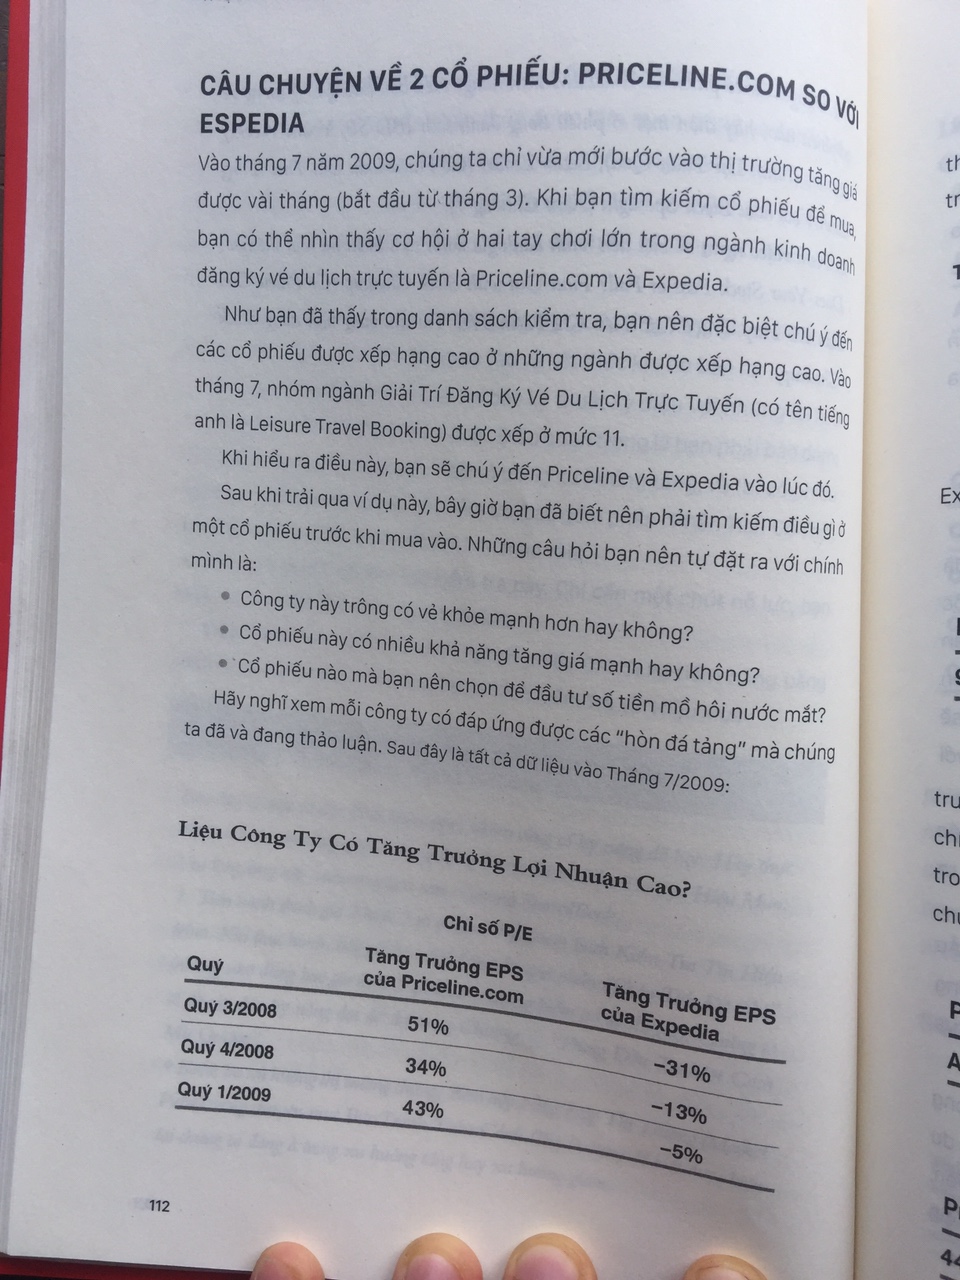 CÂU CHUYỆN VỀ 2 CỔ PHIẾU: PRICELINE.COM SO VỚI
ESPEDIA
Vào tháng 7 năm 2009, chúng ta chỉ vừa mới bước vào thị trường tăng giá
được vài tháng (bắt đầu từ tháng 3). Khi bạn tìm kiếm cổ phiếu để mua,
bạn có thể nhìn thấy cơ hội ở hai tay chơi lớn trong ngành kinh doanh
đăng ký vé du lịch trực tuyến là Priceline.com và Expedia.
Như bạn đã thấy trong danh sách kiểm tra, bạn nên đặc biệt chú ý đến
các cổ phiếu được xếp hạng cao ở những ngành được xếp hạng cao. Vào
tháng 7, nhóm ngành Giải Trí Đăng Ký Vé Du Lịch Trực Tuyến (có tên tiếng
anh là Leisure Travel Booking) được xếp ở mức 11.
Khi hiểu ra điều này, bạn sẽ chú ý đến Priceline và Expedia vào lúc đó.
Sau khi trải qua ví dụ này, bây giờ bạn đã biết nên phải tìm kiếm điều gì ở
một cổ phiếu trước khi mua vào. Những câu hỏi bạn nên tự đặt ra với chính
mình là:
• Công ty này trông có vẻ khỏe mạnh hơn hay không?
• Cổ phiếu này có nhiều khả năng tăng giá mạnh hay không?
• Cổ phiếu nào mà bạn nên chọn để đầu tư số tiền mồ hôi nước mắt?
Hãy nghĩ xem mỗi công ty có đáp ứng được các “hòn đá tảng” mà chúng
ta đã và đang thảo luận. Sau đây là tất cả dữ liệu vào Tháng 7/2009:
Liệu Công Ty Có Tăng Trưởng Lợi Nhuận Cao?
Chỉ số P/E
Quý Tăng Trưởng EPS của Priceline.com Tăng Trưởng EPS của Expedia
Quý 3/2008 51% −31%
Quý 4/2008 34% −13%
Quý 1/2009 43% −5%
112